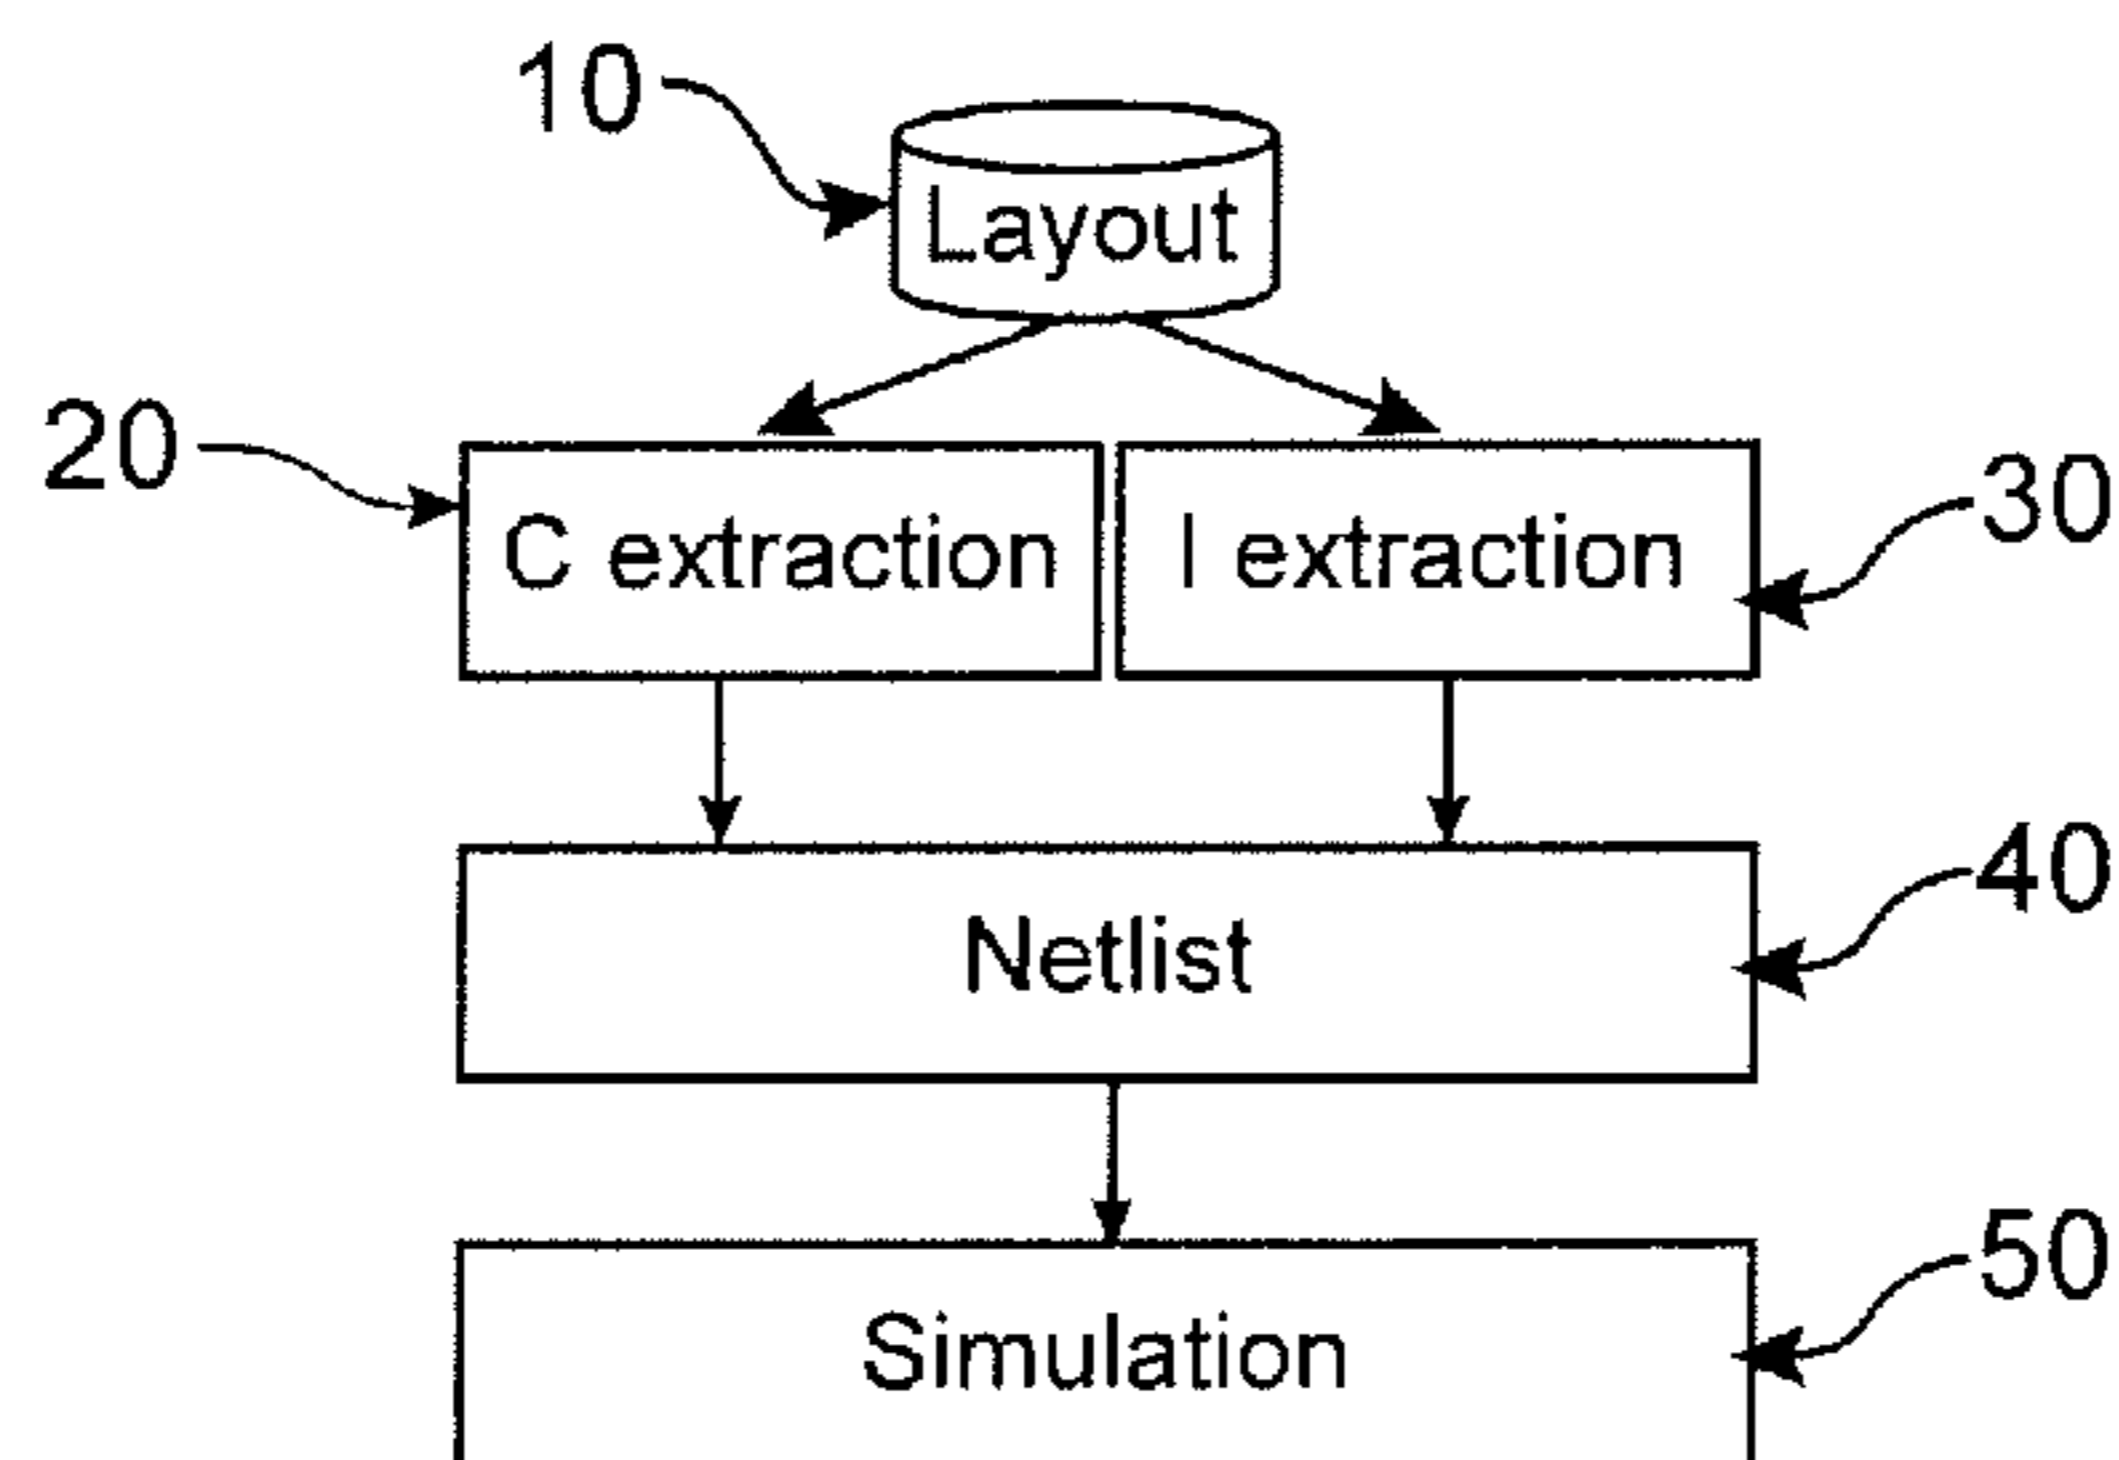 10
Layout
20
C extraction
I extraction
30
40
Netlist
50
Simulation